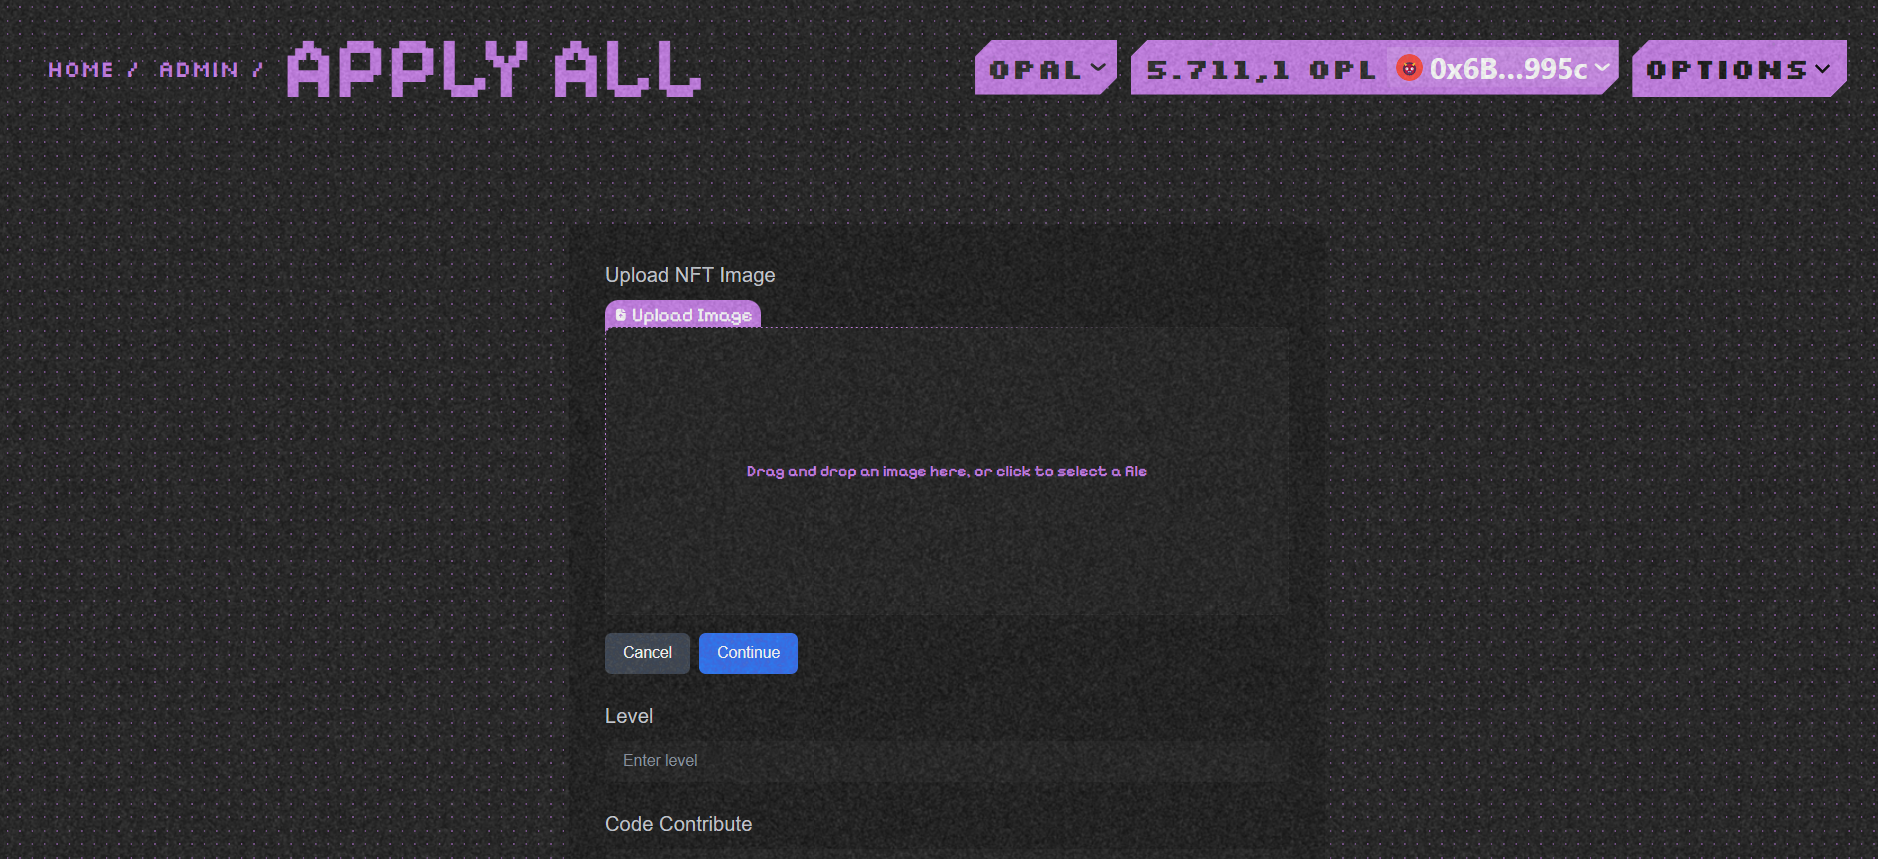 HOME / ADMIN / APPLY ALL
OPAL
5.711,1 OPL 0x6B...995c
OPTIONS
Upload NFT Image
Upload Image
Drag and drop an image here, or click to select a file
Cancel
Continue
Level
Enter level
Code Contribute